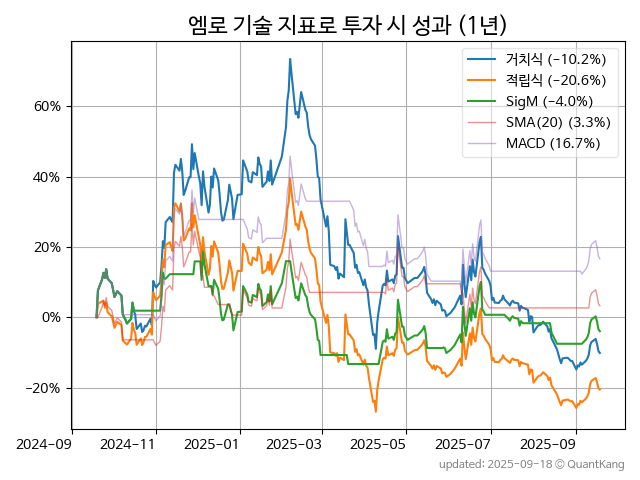 엠로 기술 지표로 투자 시 성과 (1년)
거치식 (−10.2%)
적립식 (−20.6%)
SigM (−4.0%)
SMA(20) (3.3%)
MACD (16.7%)
60%
40%
20%
0%
−20%
2024-09 2024-11 2025-01 2025-03 2025-05 2025-07 2025-09
updated: 2025-09-18 ⓒ QuantKang